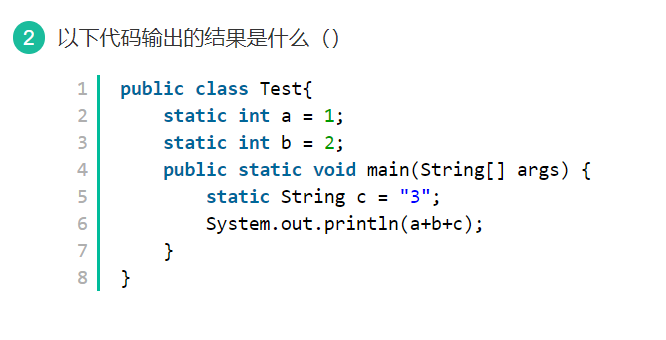 2 以下代码输出的结果是什么（）
1 public class Test{
2     static int a = 1;
3     static int b = 2;
4     public static void main(String[] args) {
5         static String c = "3";
6         System.out.println(a+b+c);
7     }
8 }